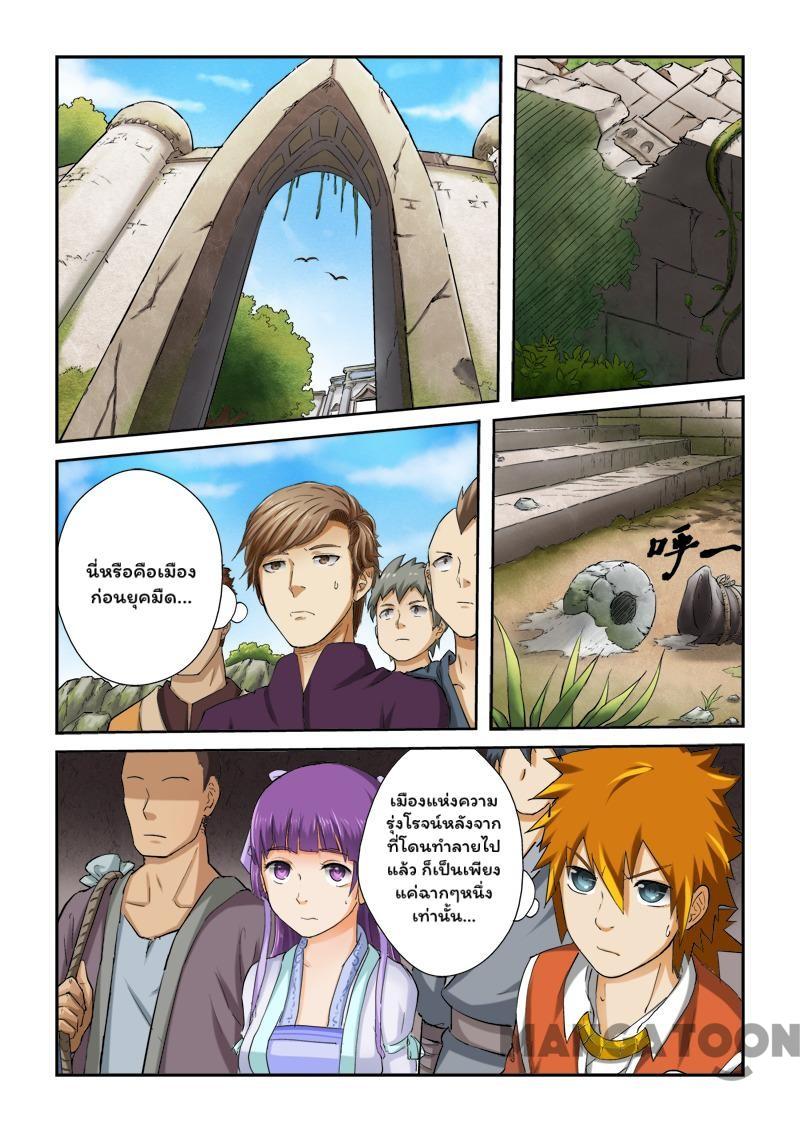 呼一
นี่หรือคือเมือง
ก่อนยุคมืด...
เมืองแห่งความ
รุ่งโรจน์หลังจาก
ที่โดนทำลายไป
แล้ว ก็เป็นเพียง
แค่ฉากๆหนึ่ง
เท่านั้น...
MANGATOON